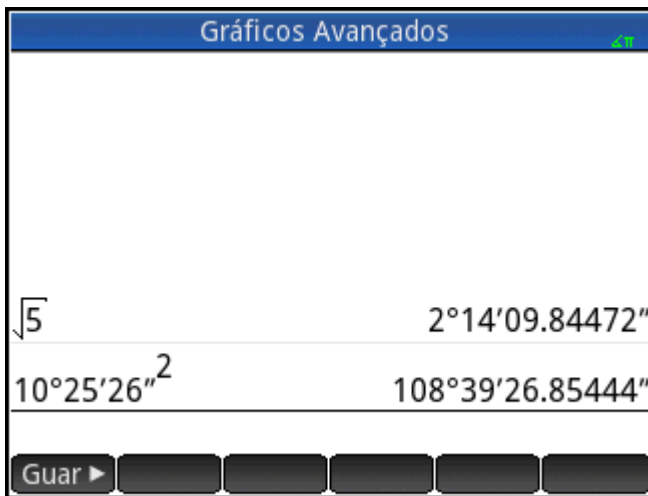 Gráficos Avançados
∡π
√5 2°14′09.84472″
10°25′26″² 108°39′26.85444″
Guar ►